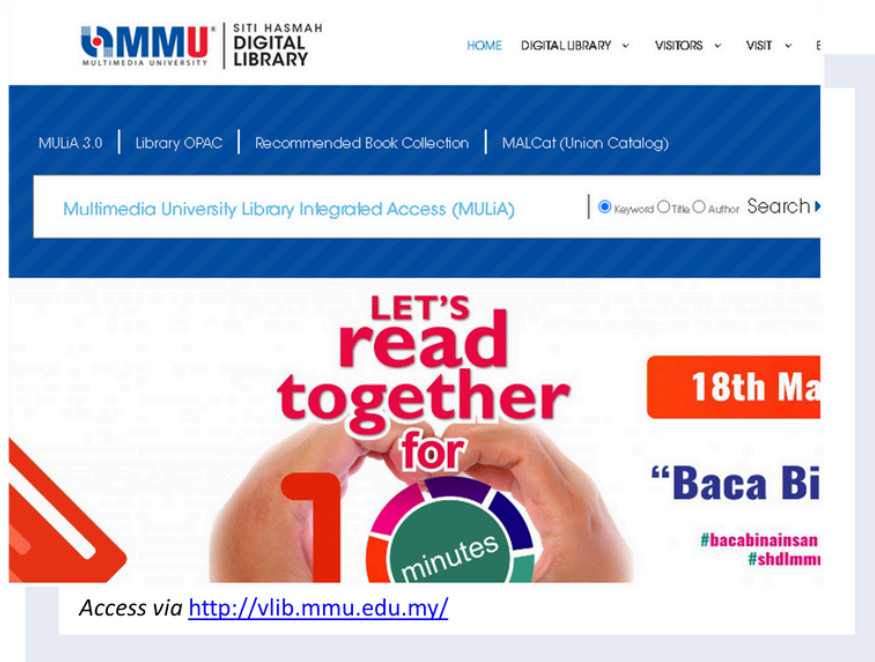 MMU
MULTIMEDIA UNIVERSITY
SITI HASMAH
DIGITAL
LIBRARY
HOME DIGITAL LIBRARY VISITORS VISIT
MULiA 3.0 | Library OPAC | Recommended Book Collection | MALCat (Union Catalog)
Multimedia University Library Integrated Access (MULiA) | Keyword Title Author Search
LET'S
read
together
for
10
minutes
18th Ma
“Baca Bi
#bacabinainsan
#shdlmmu
Access via http://vlib.mmu.edu.my/